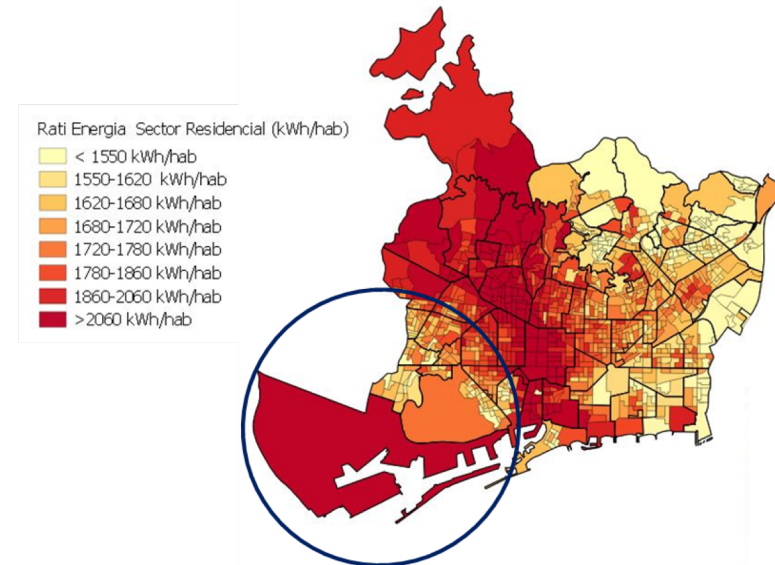 Rati Energia Sector Residencial (kWh/hab)
< 1550 kWh/hab
1550-1620 kWh/hab
1620-1680 kWh/hab
1680-1720 kWh/hab
1720-1780 kWh/hab
1780-1860 kWh/hab
1860-2060 kWh/hab
>2060 kWh/hab